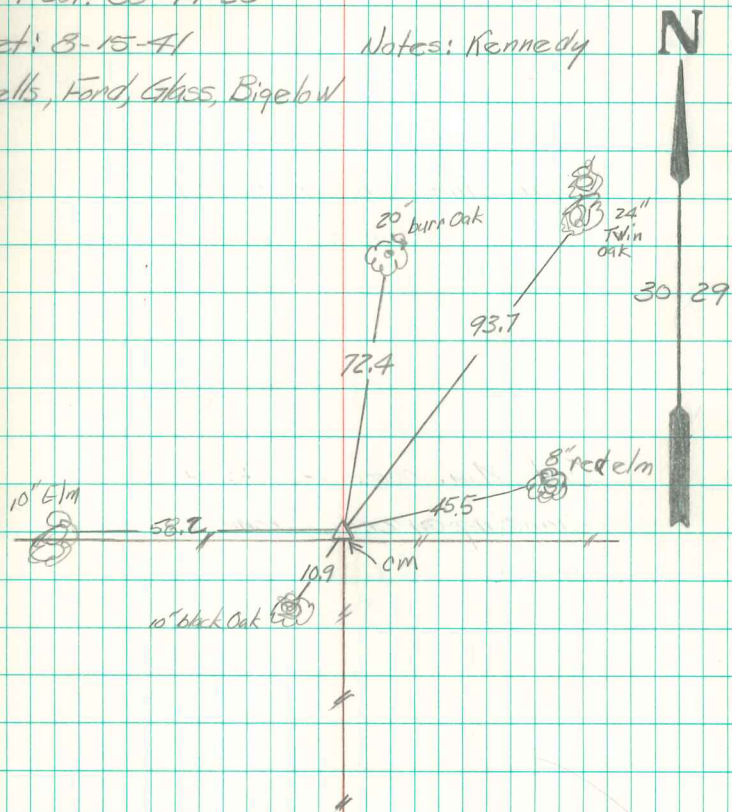 8-15-41
Notes: Kennedy
N
Ford, Glass, Bigelow
20" burr Oak
24"
Twin
Oak
30 29
93.7
72.4
8" red elm
10" Elm
45.5
58.2
cm
10.9
10" black Oak